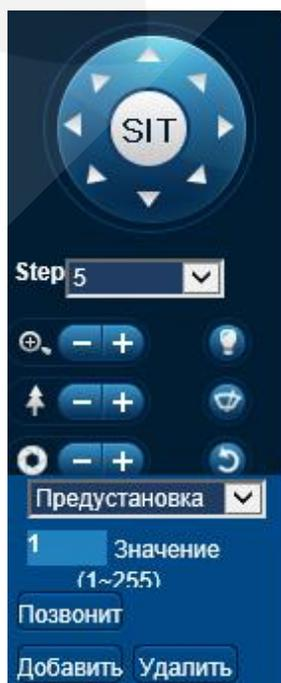 SIT
Step 5
Предустановка
1 Значение
(1~255)
Позвонит
Добавить Удалить